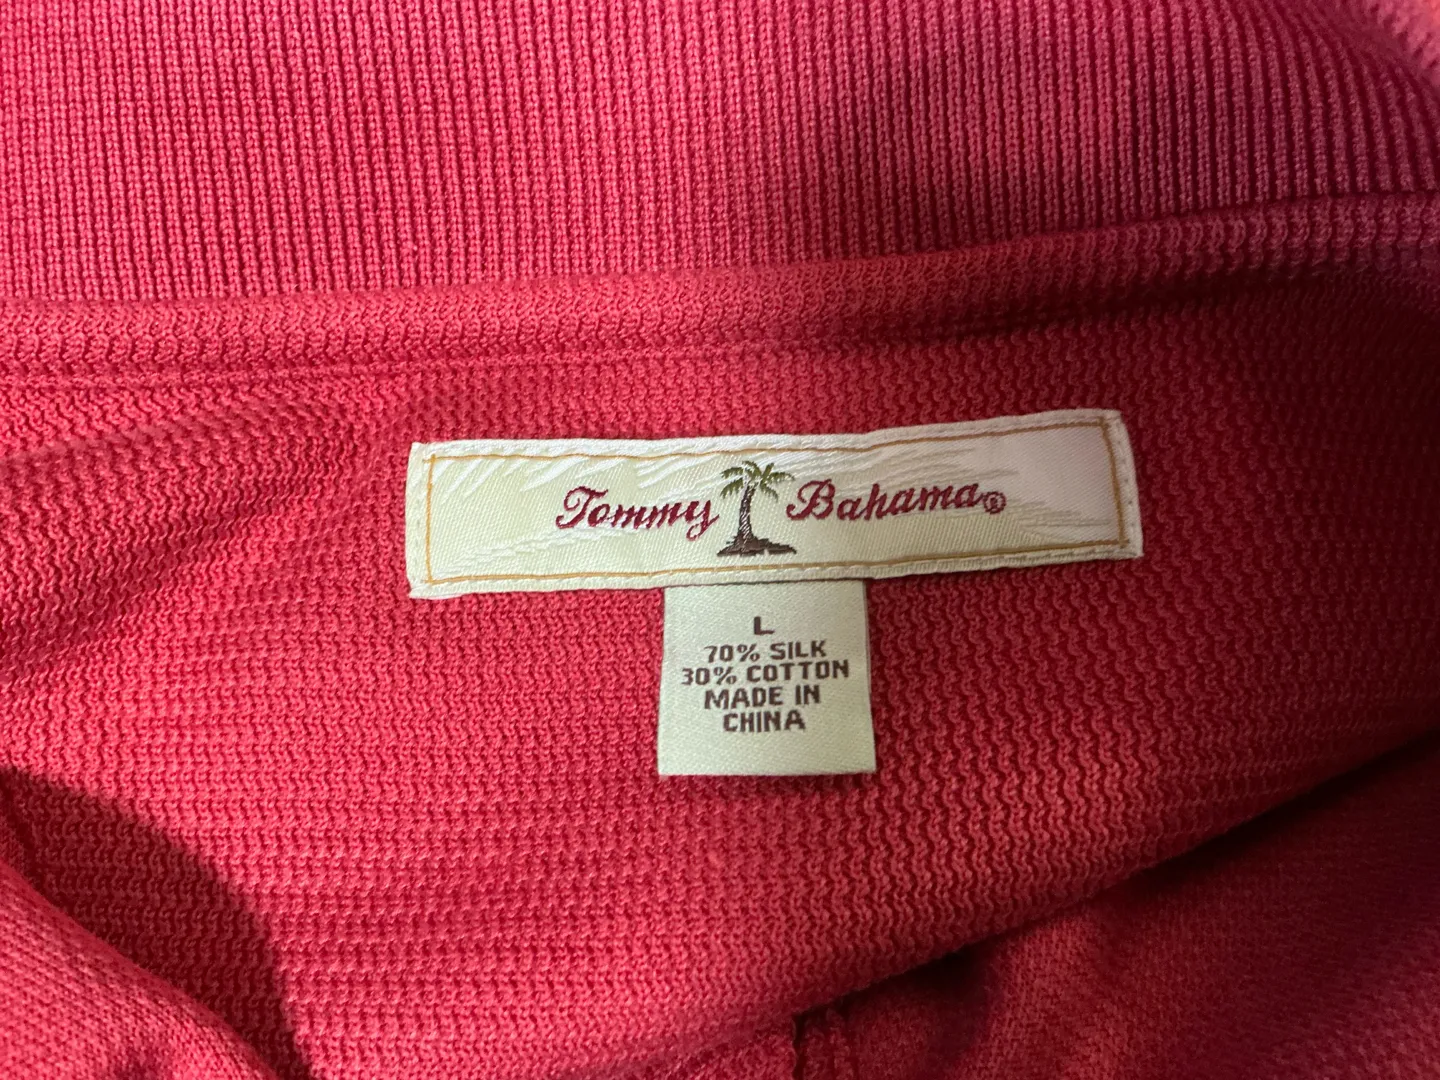 Tommy Bahama®
L
70% SILK
30% COTTON
MADE IN
CHINA